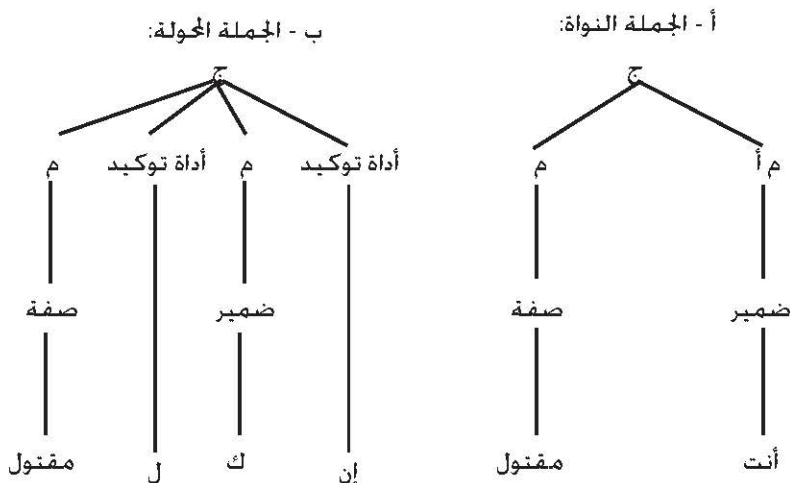 أ - الجملة النواة:
ج
م أ م
ضمير صفة
أنت مقتول
ب - الجملة المحولة:
ج
أداة توكيد م أداة توكيد م
ضمير صفة
إن ك ل مقتول